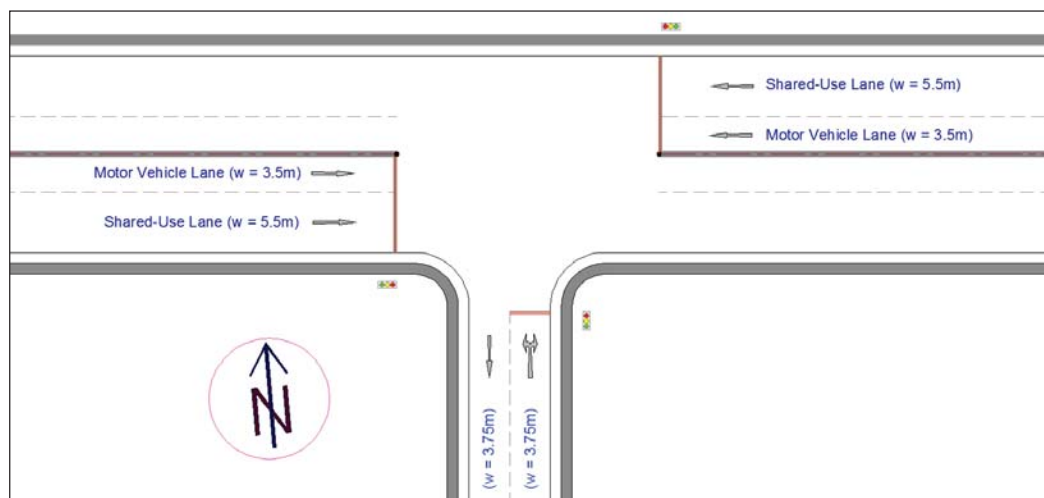 Shared-Use Lane (w = 5.5m)
Motor Vehicle Lane (w = 3.5m)
Motor Vehicle Lane (w = 3.5m)
Shared-Use Lane (w = 5.5m)
N
(w = 3.75m)
(w = 3.75m)